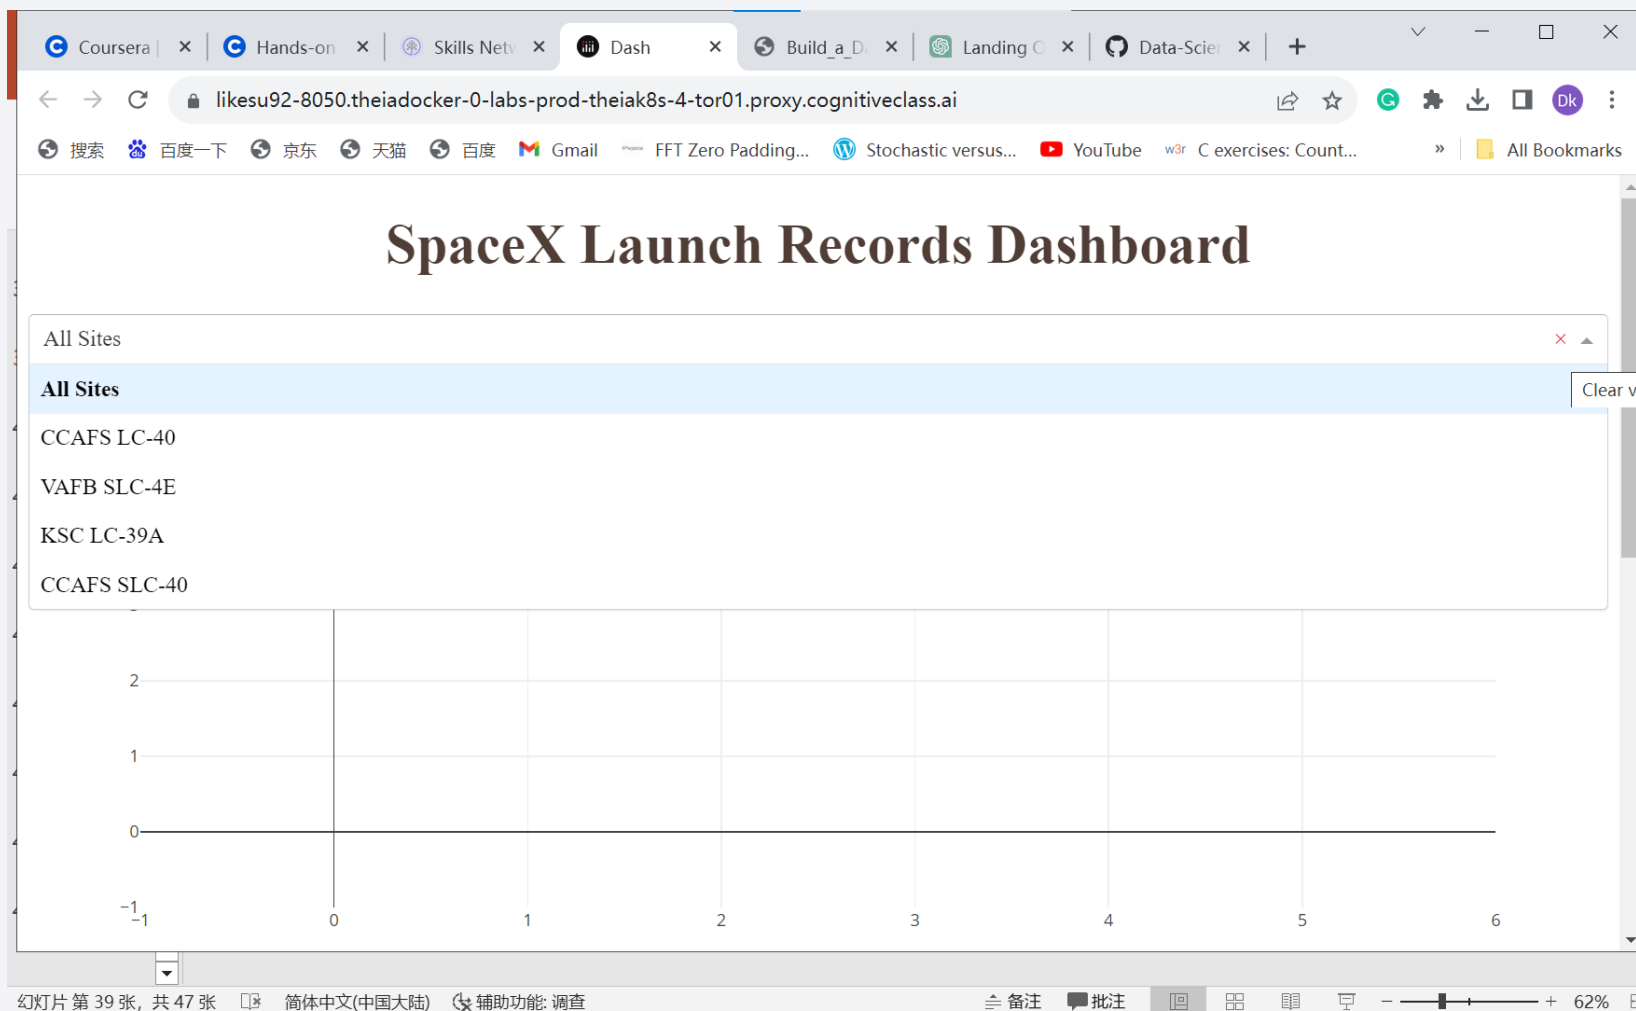 Coursera
Hands-on
Skills Netw
Dash
Build_a_Da
Landing O
Data-Scien
likesu92-8050.theiadocker-0-labs-prod-theiak8s-4-tor01.proxy.cognitiveclass.ai
Dk
搜索 百度一下 京东 天猫 百度 Gmail FFT Zero Padding... Stochastic versus... YouTube w3r C exercises: Count... » All Bookmarks
SpaceX Launch Records Dashboard
All Sites
All Sites
Clear v
CCAFS LC-40
VAFB SLC-4E
KSC LC-39A
CCAFS SLC-40
2
1
0
−1
−1 0 1 2 3 4 5 6
幻灯片 第 39 张，共 47 张 简体中文(中国大陆) 辅助功能: 调查 备注 批注 62%